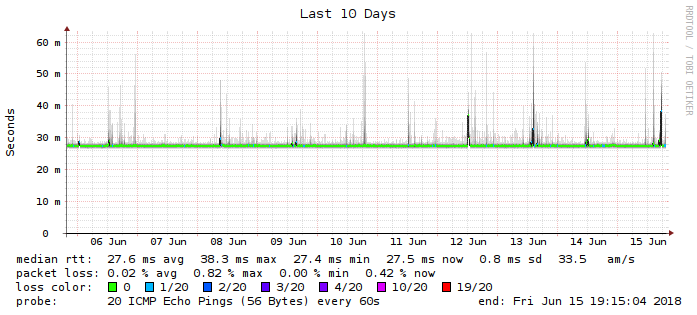 Last 10 Days
RRDTOOL / TOBI OETIKER
Seconds
60 m
50 m
40 m
30 m
20 m
10 m
0
06 Jun 07 Jun 08 Jun 09 Jun 10 Jun 11 Jun 12 Jun 13 Jun 14 Jun 15 Jun
median rtt: 27.6 ms avg 38.3 ms max 27.4 ms min 27.5 ms now 0.8 ms sd 33.5 am/s
packet loss: 0.02 % avg 0.82 % max 0.00 % min 0.42 % now
loss color: 0 1/20 2/20 3/20 4/20 10/20 19/20
probe: 20 ICMP Echo Pings (56 Bytes) every 60s end: Fri Jun 15 19:15:04 2018